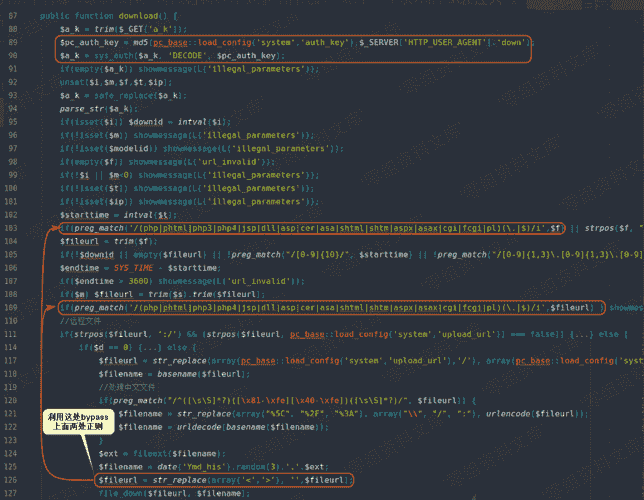 87 public function download() {
88 $a_k = trim($_GET['a_k']);
89 $pc_auth_key = md5(pc_base::load_config('system','auth_key').$_SERVER['HTTP_USER_AGENT'].'down');
90 $a_k = sys_auth($a_k, 'DECODE', $pc_auth_key);
91 if(empty($a_k)) showmessage(L('illegal_parameters'));
92 unset($i,$m,$f,$t,$ip);
93 $a_k = safe_replace($a_k);
94 parse_str($a_k);
95 if(isset($i)) $downid = intval($i);
96 if(!isset($m)) showmessage(L('illegal_parameters'));
97 if(!isset($modelid)) showmessage(L('illegal_parameters'));
98 if(empty($f)) showmessage(L('url_invalid'));
99 if(!$i || $m<0) showmessage(L('illegal_parameters'));
100 if(!isset($t)) showmessage(L('illegal_parameters'));
101 if(!isset($ip)) showmessage(L('illegal_parameters'));
102 $starttime = intval($t);
103 if(preg_match('/(php|phtml|php3|php4|jsp|dll|asp|cer|asa|shtml|shtm|aspx|asax|cgi|fcgi|pl)(\.|$)/i',$f) || strpos($f, "
104 $fileurl = trim($f);
105 if(!$downid || empty($fileurl) || !preg_match("/[0-9]{10}/", $starttime) || !preg_match("/[0-9]{1,3}\.[0-9]{1,3}\.[0-9]
106 $endtime = SYS_TIME - $starttime;
107 if($endtime > 3600) showmessage(L('url_invalid'));
108 if($m) $fileurl = trim($s).trim($fileurl);
109 if(preg_match('/(php|phtml|php3|php4|jsp|dll|asp|cer|asa|shtml|shtm|aspx|asax|cgi|fcgi|pl)(\.|$)/i',$fileurl) ) showmes
110 //远程文件
111 if(strpos($fileurl, ':/') && (strpos($fileurl, pc_base::load_config('system','upload_url')) === false)) {...} else {
114 if($d == 0) {...} else {
117 $fileurl = str_replace(array(pc_base::load_config('system','upload_url'),'/'), array(pc_base::load_config('syst
118 $filename = basename($fileurl);
119 //处理中文文件
120 if(preg_match("/^([\s\S]*?)([\x81-\xfe][\x40-\xfe])([\s\S]*?)/", $fileurl)) {
121 $filename = str_replace(array("%5C", "%2F", "%3A"), array("\\", "/", ":"), urlencode($fileurl));
122 $filename = urldecode(basename($filename));
123 }
124 $ext = fileext($filename);
125 $filename = date('Ymd_his').random(3).'.'.$ext;
利用这处bypass
上面两处正则
126 $fileurl = str_replace(array('<','>'), '',$fileurl);
127 file_down($fileurl, $filename);